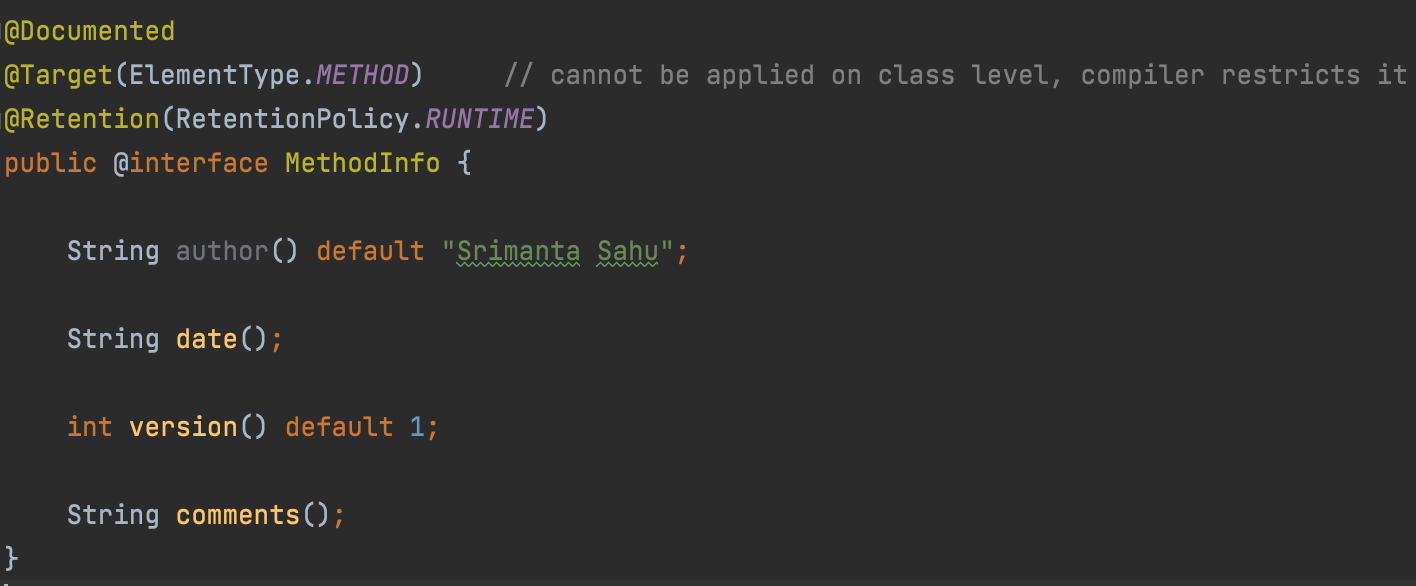 @Documented
@Target(ElementType.METHOD)     // cannot be applied on class level, compiler restricts it
@Retention(RetentionPolicy.RUNTIME)
public @interface MethodInfo {
    String author() default "Srimanta Sahu";
    String date();
    int version() default 1;
    String comments();
}